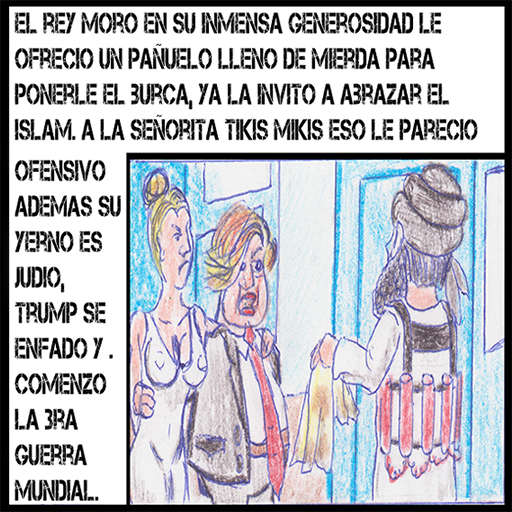 EL REY MORO EN SU INMENSA GENEROSIDAD LE
OFRECIO UN PAÑUELO LLENO DE MIERDA PARA
PONERLE EL BURCA, YA LA INVITO A ABRAZAR EL
ISLAM. A LA SEÑORITA TIKIS MIKIS ESO LE PARECIO
OFENSIVO
ADEMAS SU
YERNO ES
JUDIO,
TRUMP SE
ENFADO Y .
COMENZO
LA 3RA
GUERRA
MUNDIAL.